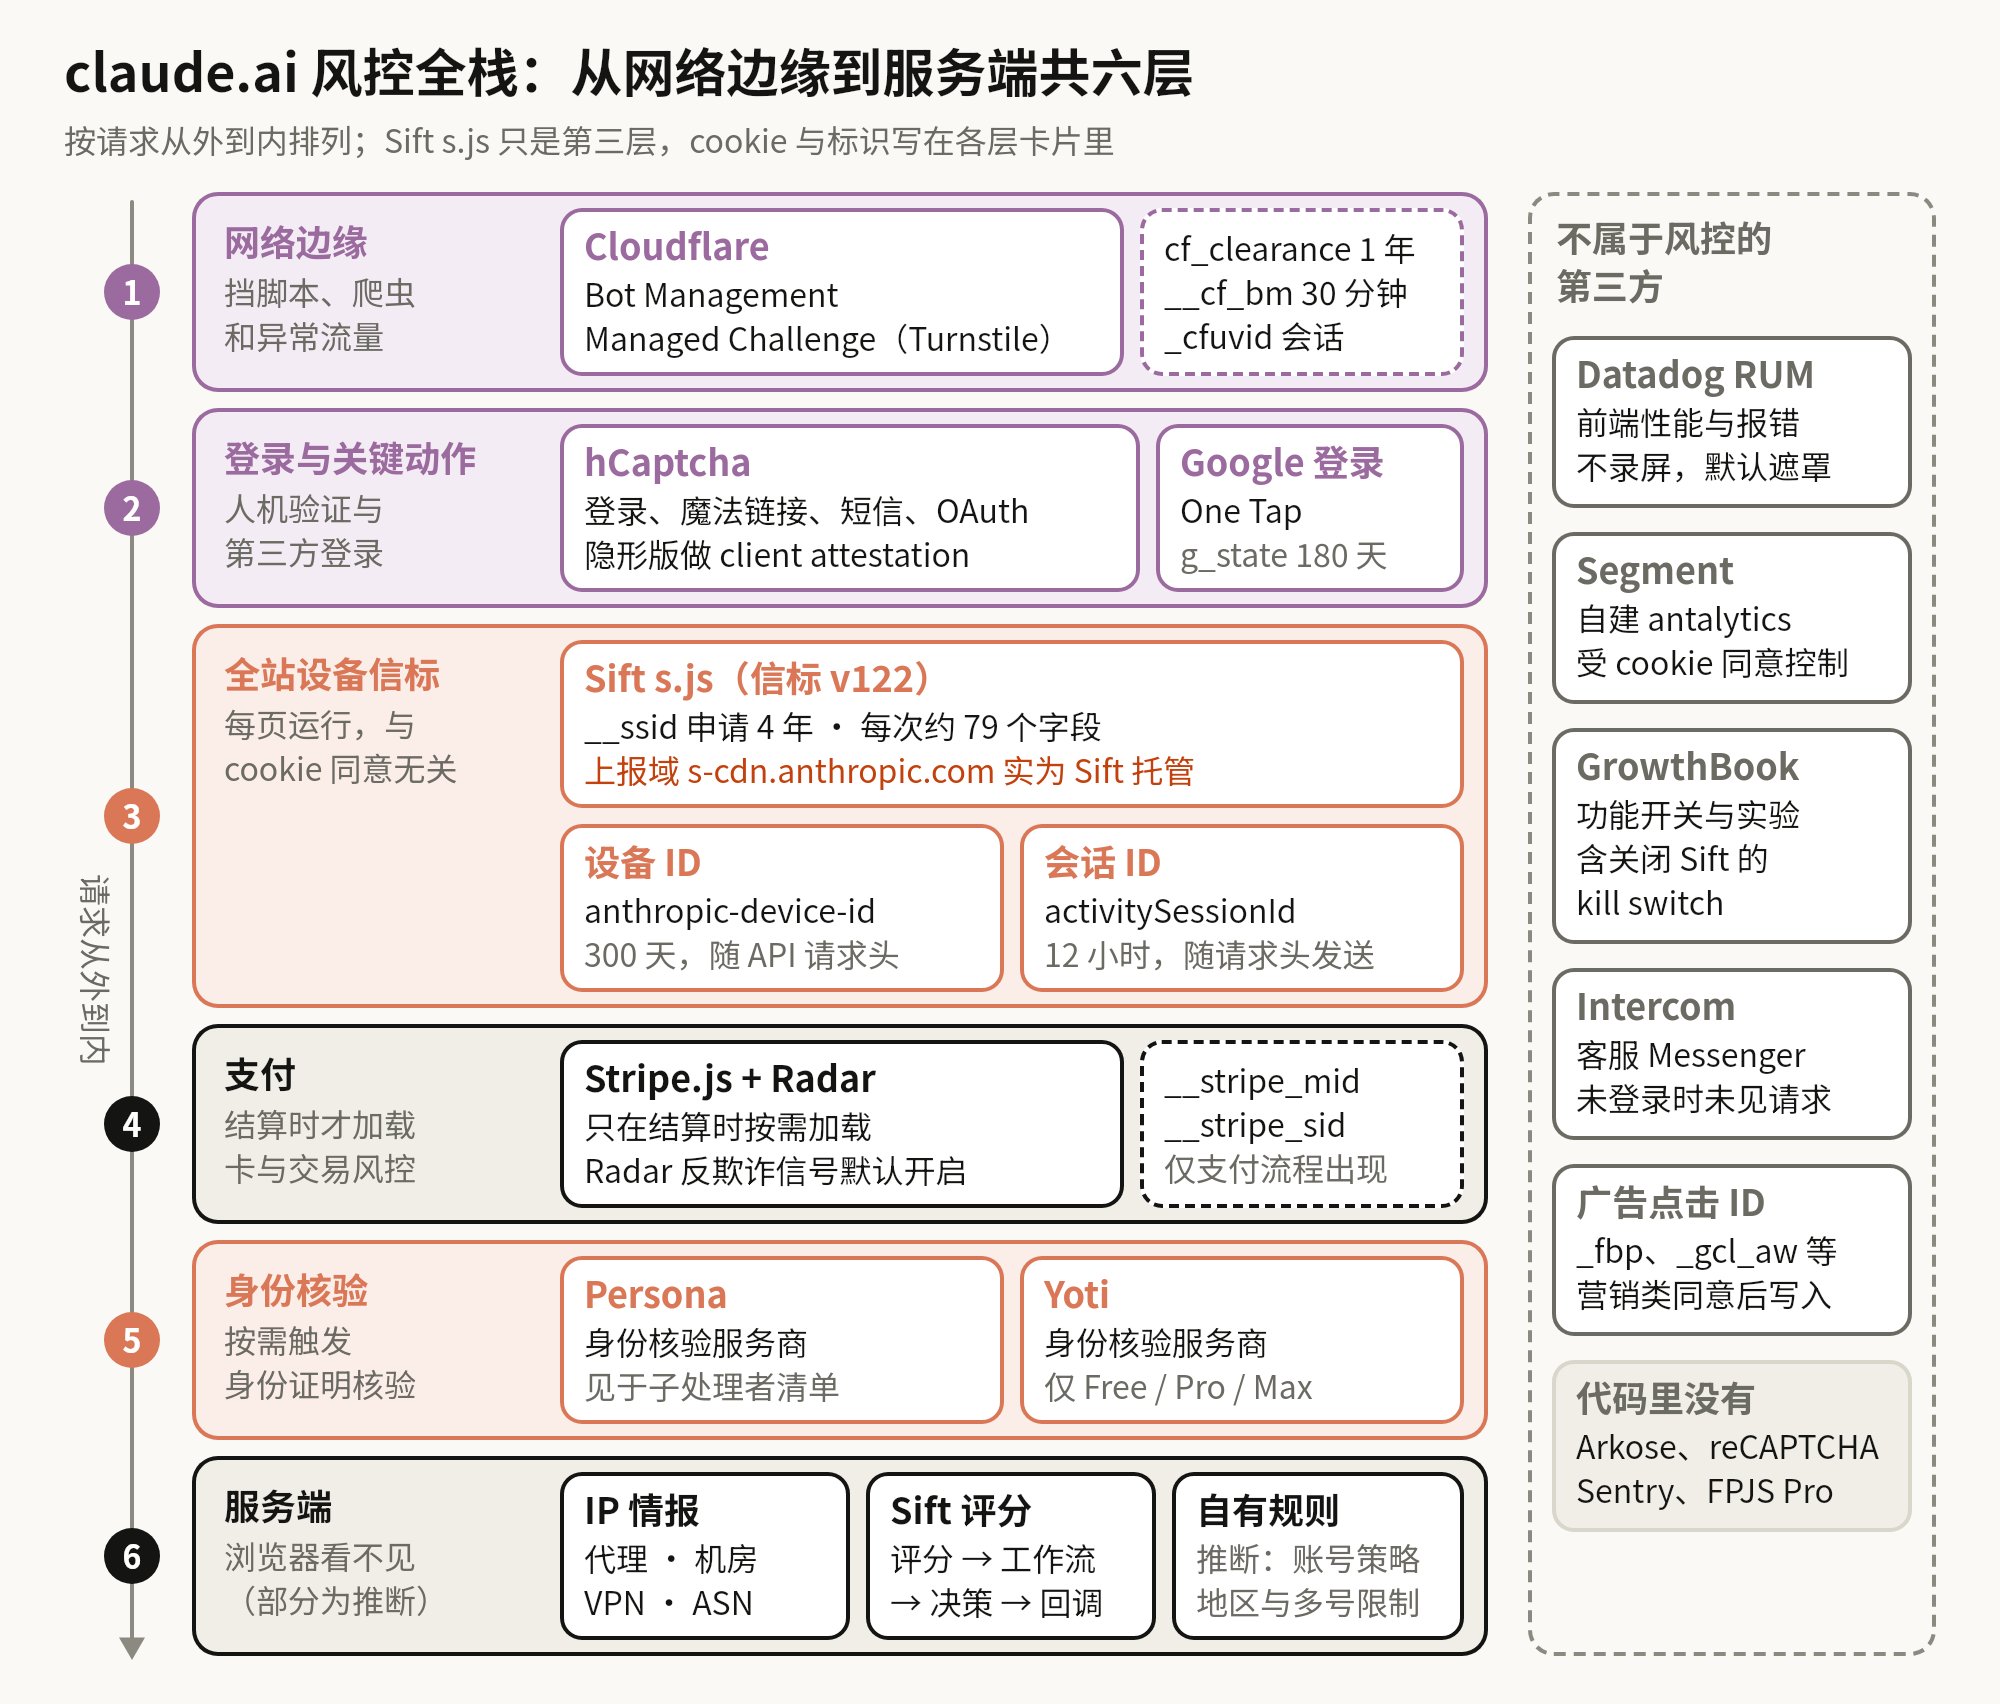 claude.ai 风控全栈：从网络边缘到服务端共六层
按请求从外到内排列；Sift s.js 只是第三层，cookie 与标识写在各层卡片里
请求从外到内
1
网络边缘
挡脚本、爬虫
和异常流量
Cloudflare
Bot Management
Managed Challenge（Turnstile）
cf_clearance 1 年
__cf_bm 30 分钟
_cfuvid 会话
2
登录与关键动作
人机验证与
第三方登录
hCaptcha
登录、魔法链接、短信、OAuth
隐形版做 client attestation
Google 登录
One Tap
g_state 180 天
3
全站设备信标
每页运行，与
cookie 同意无关
Sift s.js（信标 v122）
__ssid 申请 4 年 · 每次约 79 个字段
上报域 s-cdn.anthropic.com 实为 Sift 托管
设备 ID
anthropic-device-id
300 天，随 API 请求头
会话 ID
activitySessionId
12 小时，随请求头发送
4
支付
结算时才加载
卡与交易风控
Stripe.js + Radar
只在结算时按需加载
Radar 反欺诈信号默认开启
__stripe_mid
__stripe_sid
仅支付流程出现
5
身份核验
按需触发
身份证明核验
Persona
身份核验服务商
见于子处理者清单
Yoti
身份核验服务商
仅 Free / Pro / Max
6
服务端
浏览器看不见
（部分为推断）
IP 情报
代理 · 机房
VPN · ASN
Sift 评分
评分 → 工作流
→ 决策 → 回调
自有规则
推断：账号策略
地区与多号限制
不属于风控的
第三方
Datadog RUM
前端性能与报错
不录屏，默认遮罩
Segment
自建 antalytics
受 cookie 同意控制
GrowthBook
功能开关与实验
含关闭 Sift 的
kill switch
Intercom
客服 Messenger
未登录时未见请求
广告点击 ID
_fbp、_gcl_aw 等
营销类同意后写入
代码里没有
Arkose、reCAPTCHA
Sentry、FPJS Pro